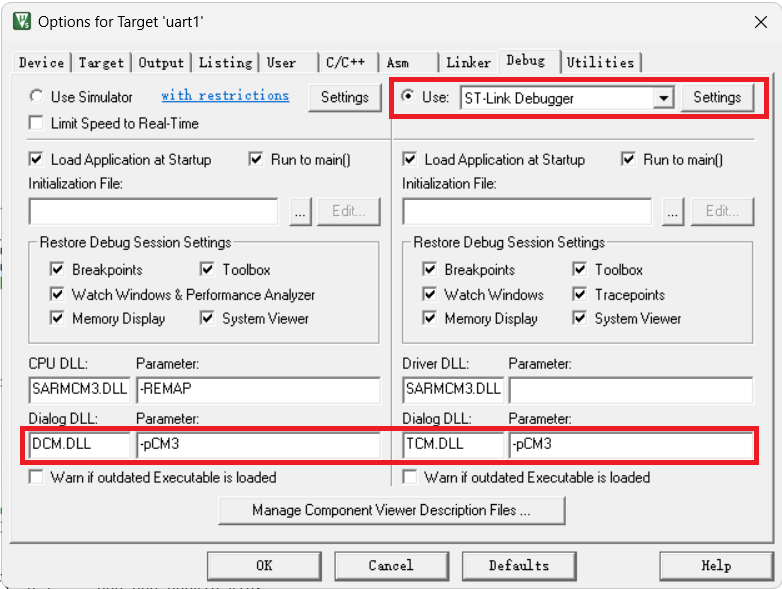 Options for Target 'uart1'
Device Target Output Listing User C/C++ Asm Linker Debug Utilities
Use Simulator with restrictions Settings
Use: ST-Link Debugger Settings
Limit Speed to Real-Time
Load Application at Startup Run to main()
Load Application at Startup Run to main()
Initialization File:
Initialization File:
... Edit...
... Edit...
Restore Debug Session Settings
Breakpoints Toolbox
Watch Windows & Performance Analyzer
Memory Display System Viewer
Restore Debug Session Settings
Breakpoints Toolbox
Watch Windows Tracepoints
Memory Display System Viewer
CPU DLL: Parameter:
SARMCM3.DLL -REMAP
Driver DLL: Parameter:
SARMCM3.DLL
Dialog DLL: Parameter:
DCM.DLL -pCM3
Dialog DLL: Parameter:
TCM.DLL -pCM3
Warn if outdated Executable is loaded
Warn if outdated Executable is loaded
Manage Component Viewer Description Files ...
OK Cancel Defaults Help